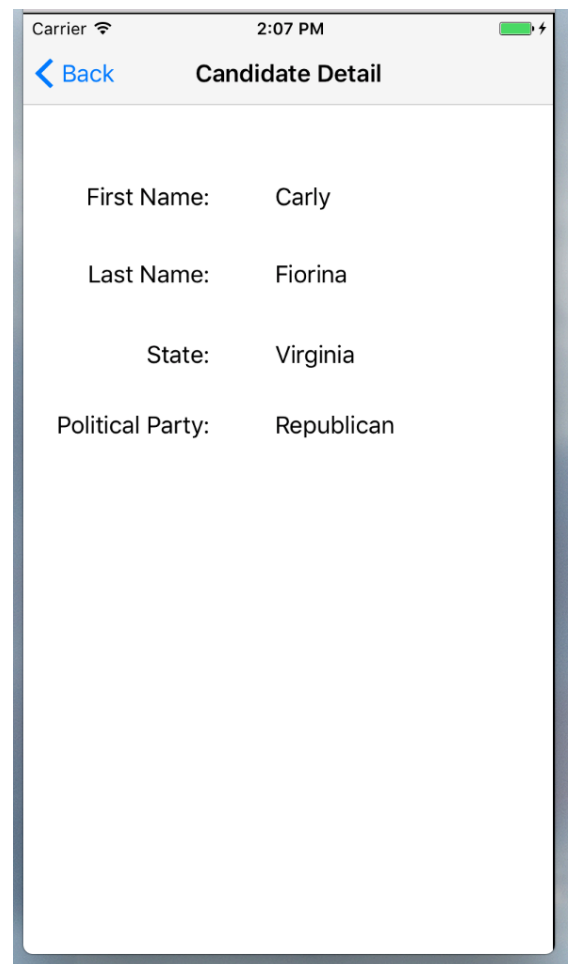 Carrier 2:07 PM
Back Candidate Detail
First Name: Carly
Last Name: Fiorina
State: Virginia
Political Party: Republican